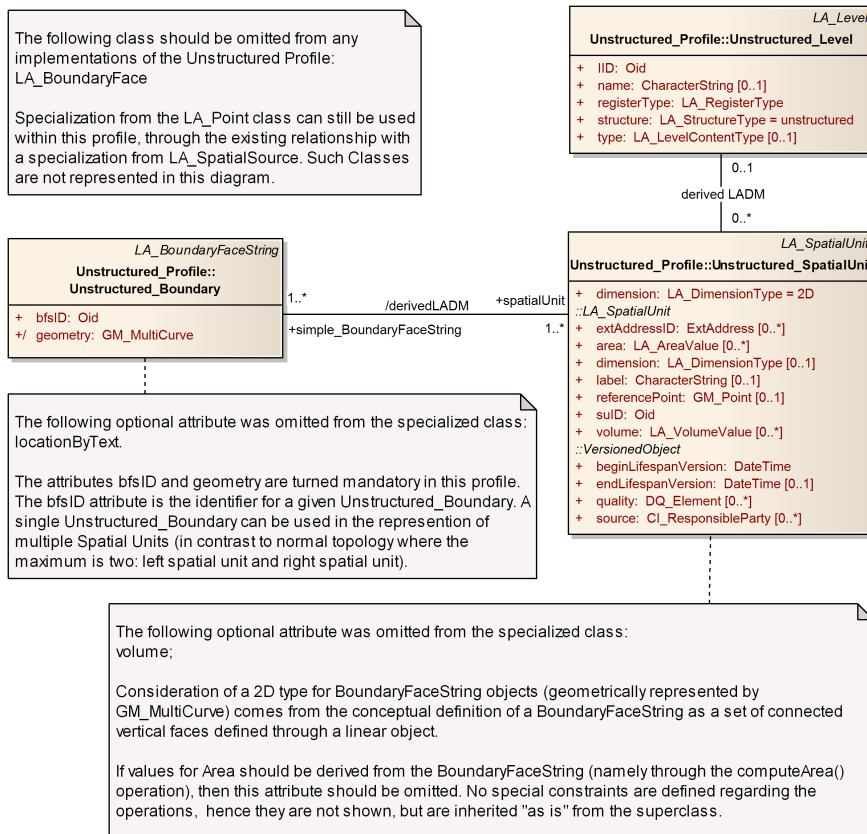 The following class should be omitted from any
implementations of the Unstructured Profile:
LA_BoundaryFace
Specialization from the LA_Point class can still be used
within this profile, through the existing relationship with
a specialization from LA_SpatialSource. Such Classes
are not represented in this diagram.
LA_Level
Unstructured_Profile::Unstructured_Level
+ lID: Oid
+ name: CharacterString [0..1]
+ registerType: LA_RegisterType
+ structure: LA_StructureType = unstructured
+ type: LA_LevelContentType [0..1]
0..1
derived LADM
0..*
LA_BoundaryFaceString
Unstructured_Profile::
Unstructured_Boundary
+ bfsID: Oid
+/ geometry: GM_MultiCurve
1..*
/derivedLADM
+spatialUnit
+simple_BoundaryFaceString
1..*
LA_SpatialUnit
Unstructured_Profile::Unstructured_SpatialUni
+ dimension: LA_DimensionType = 2D
::LA_SpatialUnit
+ extAddressID: ExtAddress [0..*]
+ area: LA_AreaValue [0..*]
+ dimension: LA_DimensionType [0..1]
+ label: CharacterString [0..1]
+ referencePoint: GM_Point [0..1]
+ suID: Oid
+ volume: LA_VolumeValue [0..*]
::VersionedObject
+ beginLifespanVersion: DateTime
+ endLifespanVersion: DateTime [0..1]
+ quality: DQ_Element [0..*]
+ source: CI_ResponsibleParty [0..*]
The following optional attribute was omitted from the specialized class:
locationByText.
The attributes bfsID and geometry are turned mandatory in this profile.
The bfsID attribute is the identifier for a given Unstructured_Boundary. A
single Unstructured_Boundary can be used in the represention of
multiple Spatial Units (in contrast to normal topology where the
maximum is two: left spatial unit and right spatial unit).
The following optional attribute was omitted from the specialized class:
volume;
Consideration of a 2D type for BoundaryFaceString objects (geometrically represented by
GM_MultiCurve) comes from the conceptual definition of a BoundaryFaceString as a set of connected
vertical faces defined through a linear object.
If values for Area should be derived from the BoundaryFaceString (namely through the computeArea()
operation), then this attribute should be omitted. No special constraints are defined regarding the
operations, hence they are not shown, but are inherited "as is" from the superclass.